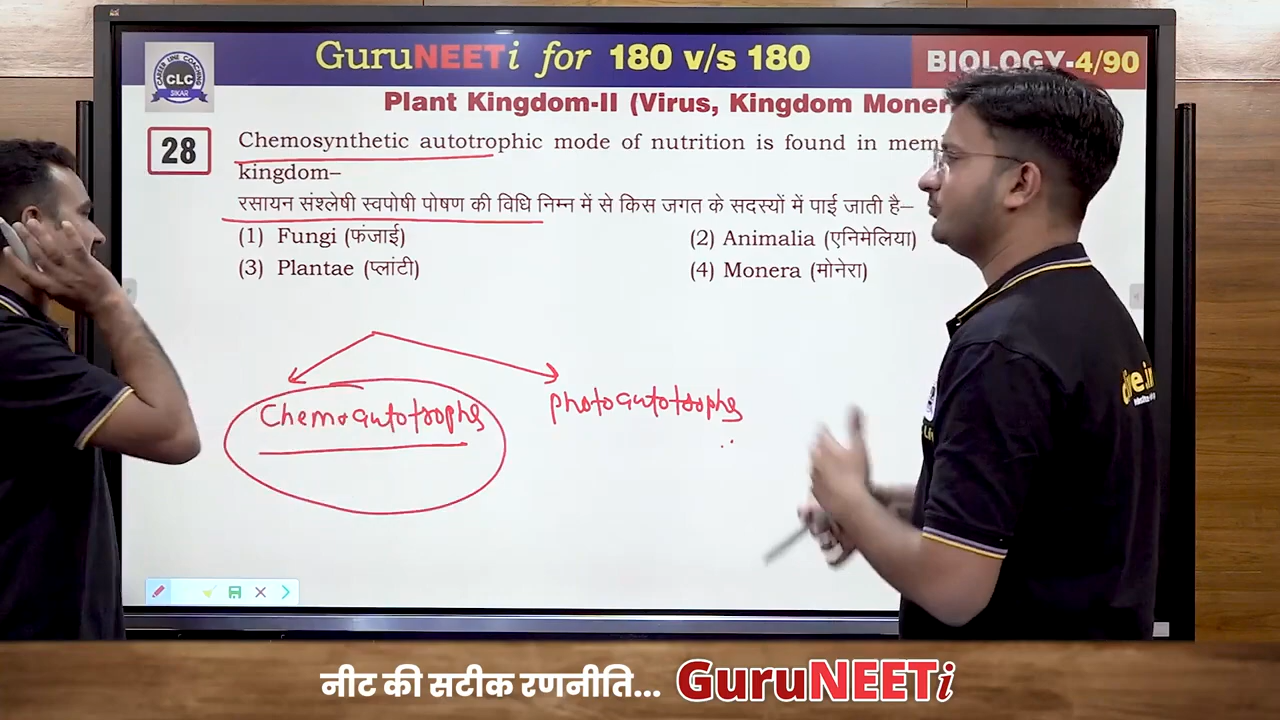 GuruNEETi for 180 v/s 180
BIOLOGY-4/90
CLC
SIKAR
Plant Kingdom-II (Virus, Kingdom
28
Chemosynthetic autotrophic mode of nutrition is found in
kingdom–
रसायन संश्लेषी स्वपोषी पोषण की विधि निम्न में से किस जगत के सदस्यों में पाई जाती है–
(1) Fungi (फंजाई)
(2) Animalia (एनिमेलिया)
(3) Plantae (प्लांटी)
(4) Monera (मोनेरा)
Chemoautotrophs
Photoautotrophs
नीट की सटीक रणनीति... GuruNEETi